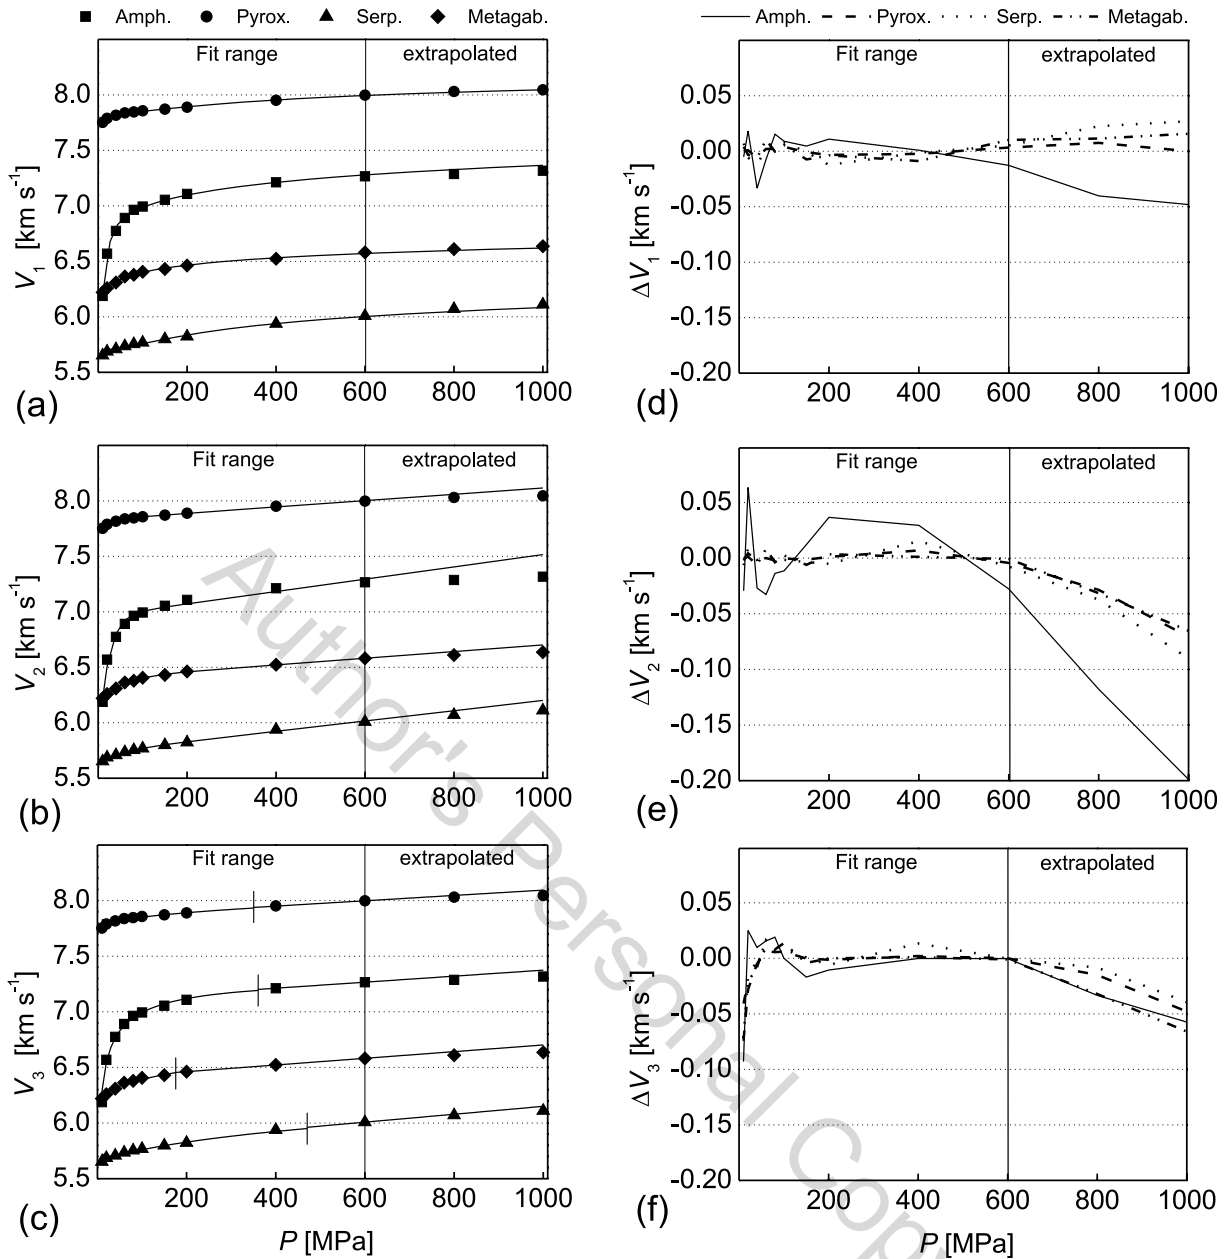 Amph. Pyrox. Serp. Metagab.
Fit range extrapolated
8.0
7.5
7.0
6.5
6.0
5.5
V1 [km s-1]
200 400 600 800 1000
(a)
Fit range extrapolated
8.0
7.5
7.0
6.5
6.0
5.5
V2 [km s-1]
200 400 600 800 1000
(b)
Fit range extrapolated
8.0
7.5
7.0
6.5
6.0
5.5
V3 [km s-1]
200 400 600 800 1000
(c)
P [MPa]
Amph. Pyrox. Serp. Metagab.
Fit range extrapolated
0.05
0.00
-0.05
-0.10
-0.15
-0.20
ΔV1 [km s-1]
200 400 600 800 1000
(d)
Fit range extrapolated
0.05
0.00
-0.05
-0.10
-0.15
-0.20
ΔV2 [km s-1]
200 400 600 800 1000
(e)
Fit range extrapolated
0.05
0.00
-0.05
-0.10
-0.15
-0.20
ΔV3 [km s-1]
200 400 600 800 1000
(f)
P [MPa]
Author's Personal Copy